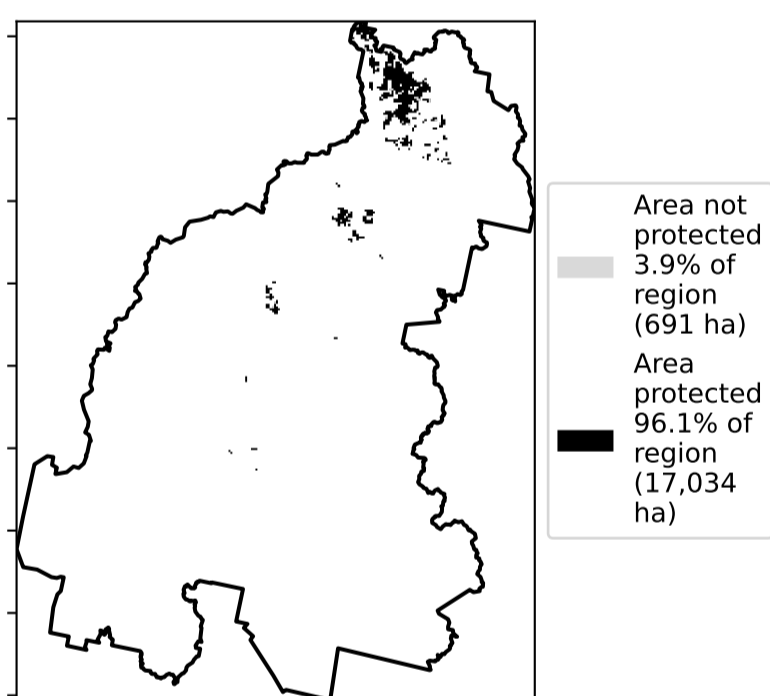 Area not
protected
3.9% of
region
(691 ha)
Area
protected
96.1% of
region
(17,034
ha)